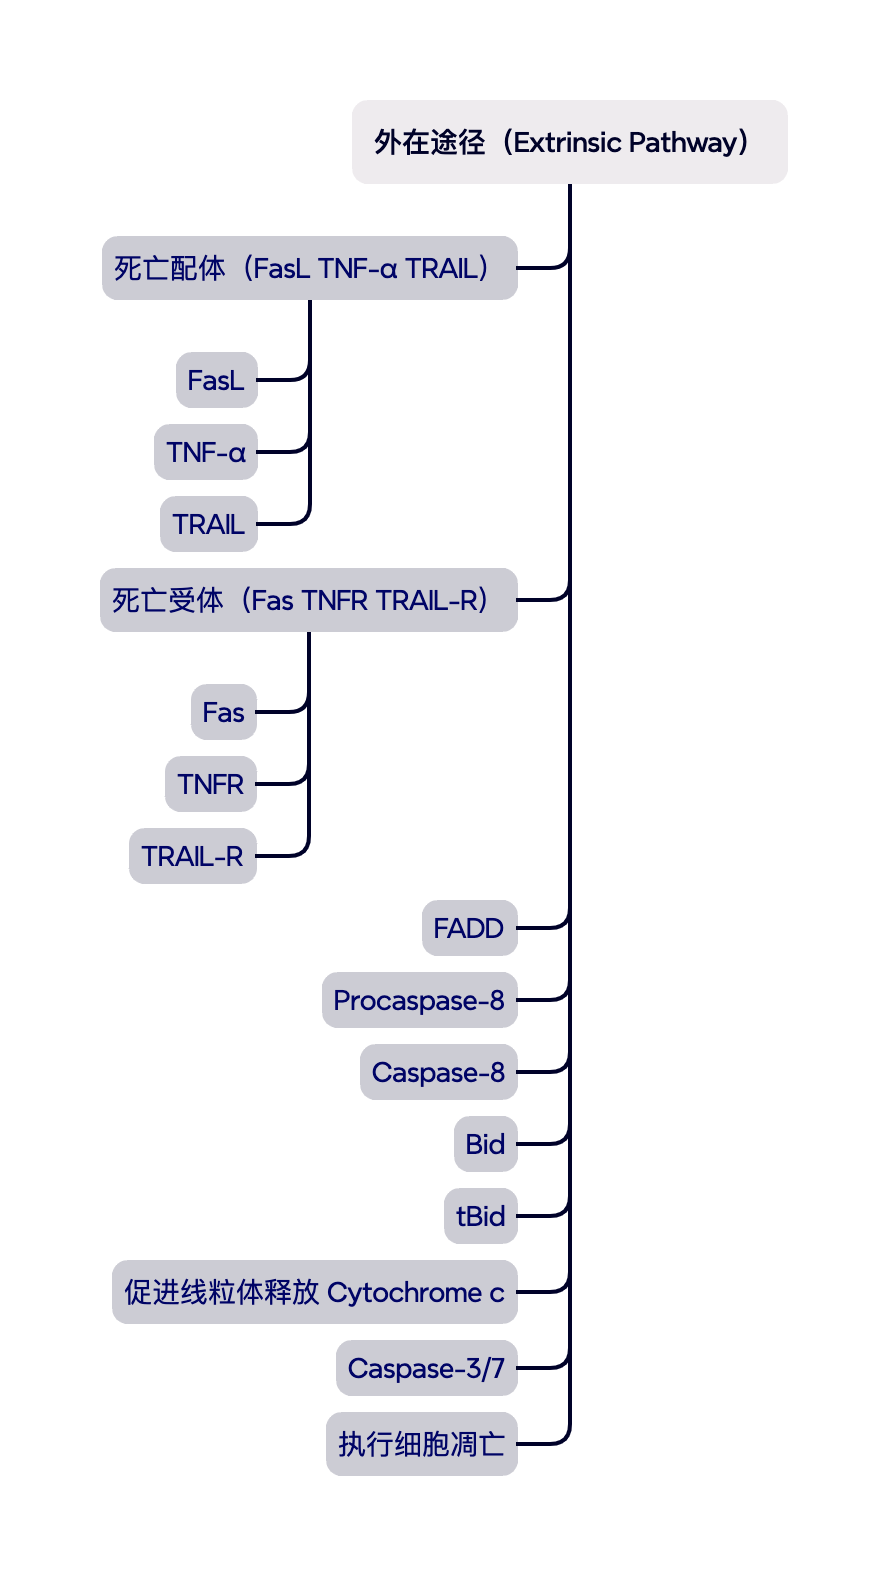 外在途径（Extrinsic Pathway）
死亡配体（FasL TNF-α TRAIL）
FasL
TNF-α
TRAIL
死亡受体（Fas TNFR TRAIL-R）
Fas
TNFR
TRAIL-R
FADD
Procaspase-8
Caspase-8
Bid
tBid
促进线粒体释放 Cytochrome c
Caspase-3/7
执行细胞凋亡